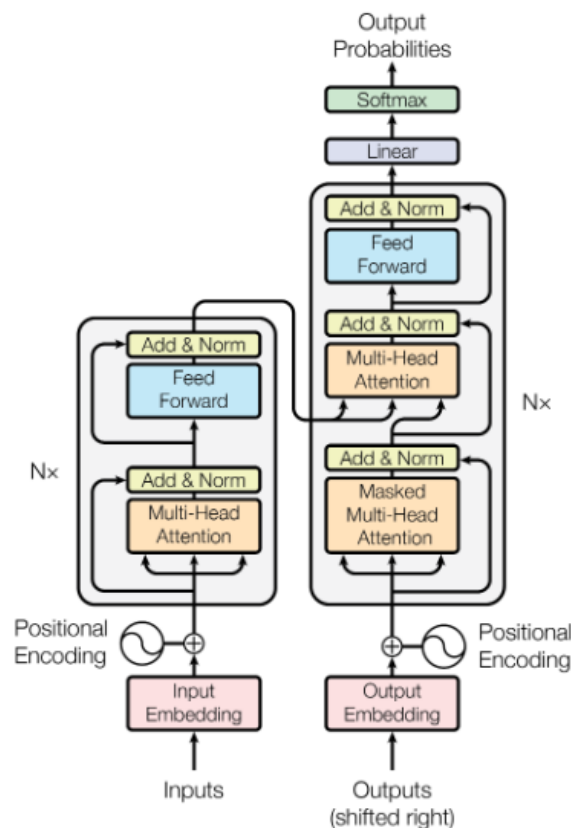 Output
Probabilities
Softmax
Linear
Add & Norm
Feed
Forward
Add & Norm
Multi-Head
Attention
Add & Norm
Masked
Multi-Head
Attention
Nx
Positional
Encoding
Output
Embedding
Outputs
(shifted right)
Add & Norm
Feed
Forward
Add & Norm
Multi-Head
Attention
Nx
Positional
Encoding
Input
Embedding
Inputs